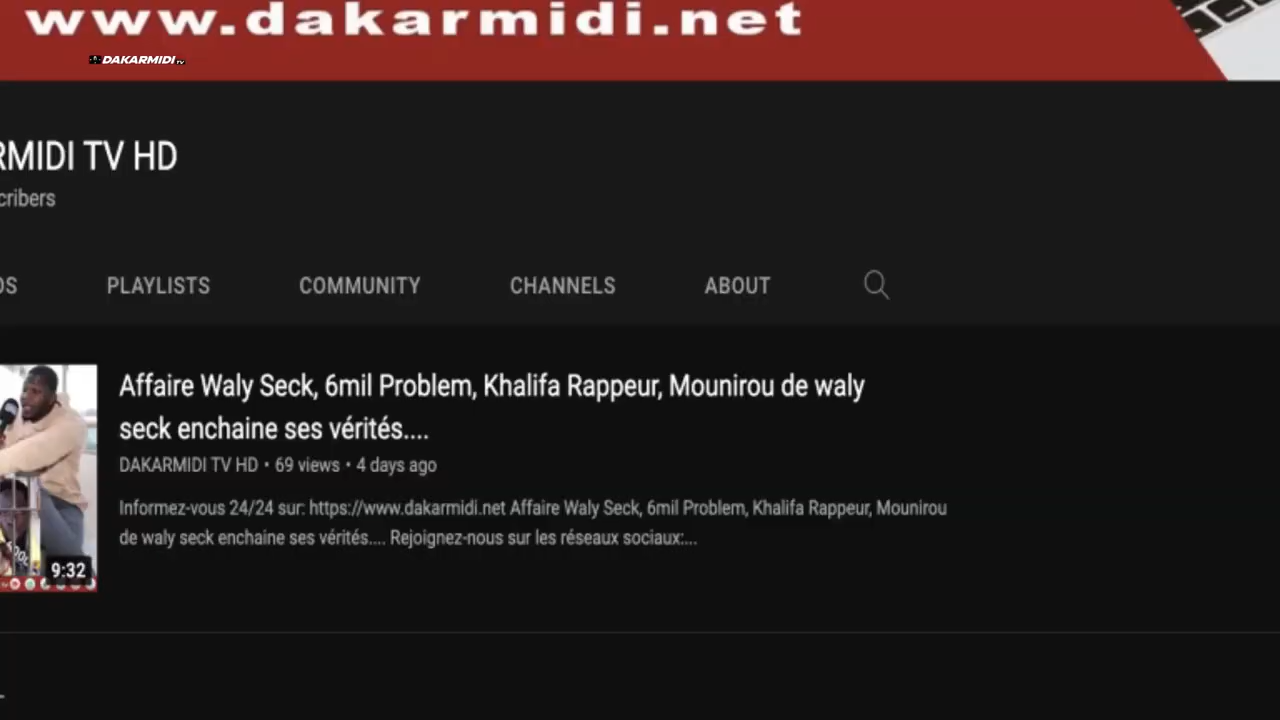 www.dakarmidi.net
DAKARMIDI TV
RMIDI TV HD
cribers
OS PLAYLISTS COMMUNITY CHANNELS ABOUT
Affaire Waly Seck, 6mil Problem, Khalifa Rappeur, Mounirou de waly
seck enchaine ses vérités....
DAKARMIDI TV HD • 69 views • 4 days ago
Informez-vous 24/24 sur: https://www.dakarmidi.net Affaire Waly Seck, 6mil Problem, Khalifa Rappeur, Mounirou
de waly seck enchaine ses vérités.... Rejoignez-nous sur les réseaux sociaux:...
9:32